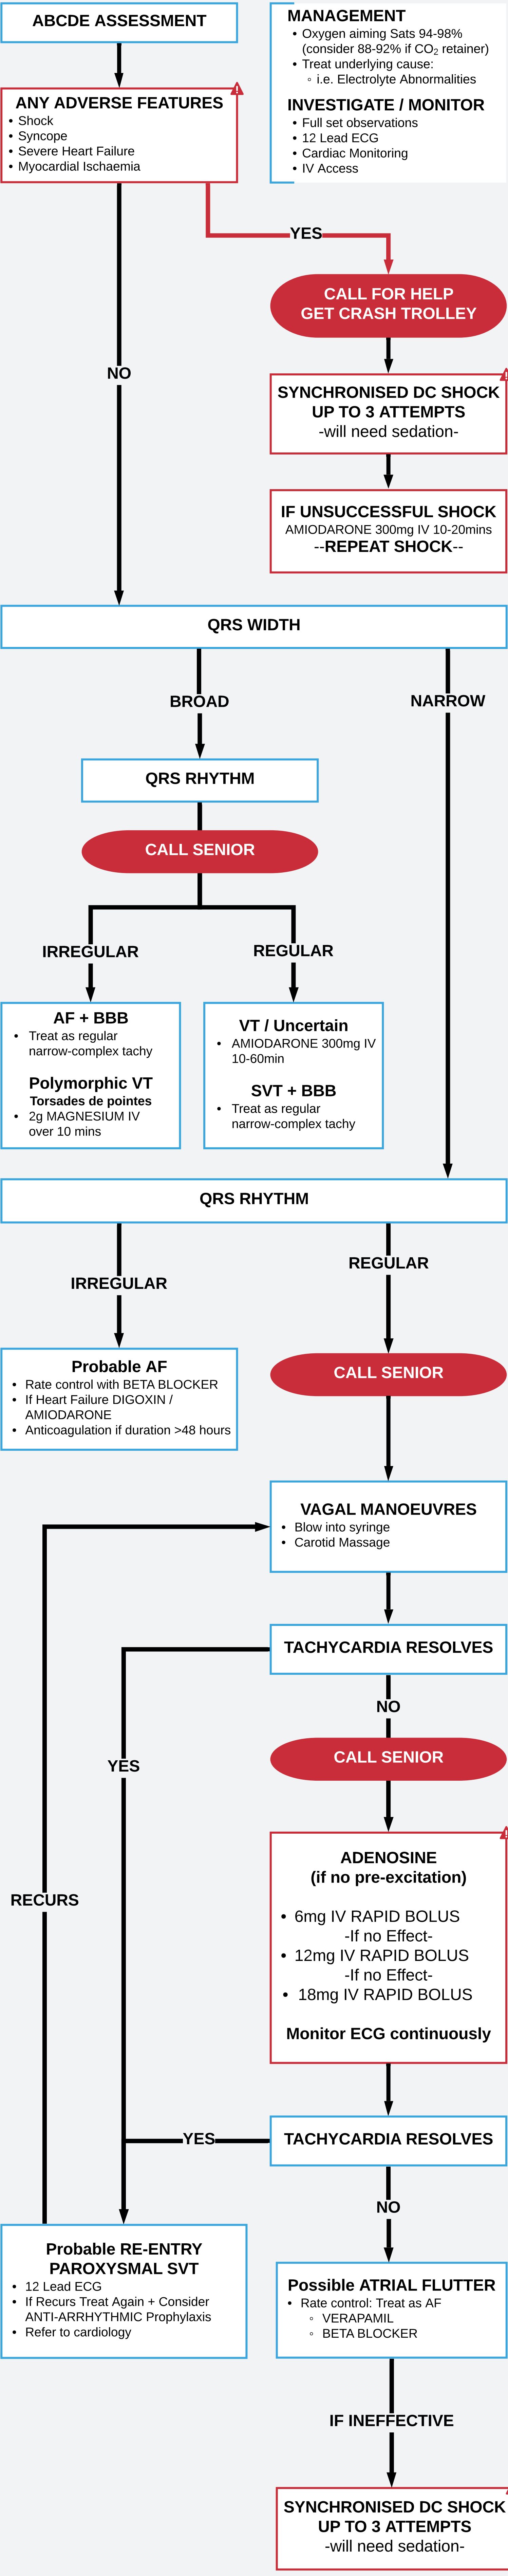 ABCDE ASSESSMENT
MANAGEMENT
• Oxygen aiming Sats 94-98%
(consider 88-92% if CO₂ retainer)
• Treat underlying cause:
◦ i.e. Electrolyte Abnormalities
INVESTIGATE / MONITOR
• Full set observations
• 12 Lead ECG
• Cardiac Monitoring
• IV Access
ANY ADVERSE FEATURES
• Shock
• Syncope
• Severe Heart Failure
• Myocardial Ischaemia
YES
CALL FOR HELP
GET CRASH TROLLEY
NO
SYNCHRONISED DC SHOCK
UP TO 3 ATTEMPTS
-will need sedation-
IF UNSUCCESSFUL SHOCK
AMIODARONE 300mg IV 10-20mins
--REPEAT SHOCK--
QRS WIDTH
BROAD
NARROW
QRS RHYTHM
CALL SENIOR
IRREGULAR
REGULAR
AF + BBB
• Treat as regular
narrow-complex tachy
Polymorphic VT
Torsades de pointes
• 2g MAGNESIUM IV
over 10 mins
VT / Uncertain
• AMIODARONE 300mg IV
10-60min
SVT + BBB
• Treat as regular
narrow-complex tachy
QRS RHYTHM
IRREGULAR
REGULAR
Probable AF
• Rate control with BETA BLOCKER
• If Heart Failure DIGOXIN /
AMIODARONE
• Anticoagulation if duration >48 hours
CALL SENIOR
VAGAL MANOEUVRES
• Blow into syringe
• Carotid Massage
TACHYCARDIA RESOLVES
NO
YES
CALL SENIOR
RECURS
ADENOSINE
(if no pre-excitation)
• 6mg IV RAPID BOLUS
-If no Effect-
• 12mg IV RAPID BOLUS
-If no Effect-
• 18mg IV RAPID BOLUS
Monitor ECG continuously
TACHYCARDIA RESOLVES
YES
NO
Probable RE-ENTRY
PAROXYSMAL SVT
• 12 Lead ECG
• If Recurs Treat Again + Consider
ANTI-ARRHYTHMIC Prophylaxis
• Refer to cardiology
Possible ATRIAL FLUTTER
• Rate control: Treat as AF
◦ VERAPAMIL
◦ BETA BLOCKER
IF INEFFECTIVE
SYNCHRONISED DC SHOCK
UP TO 3 ATTEMPTS
-will need sedation-